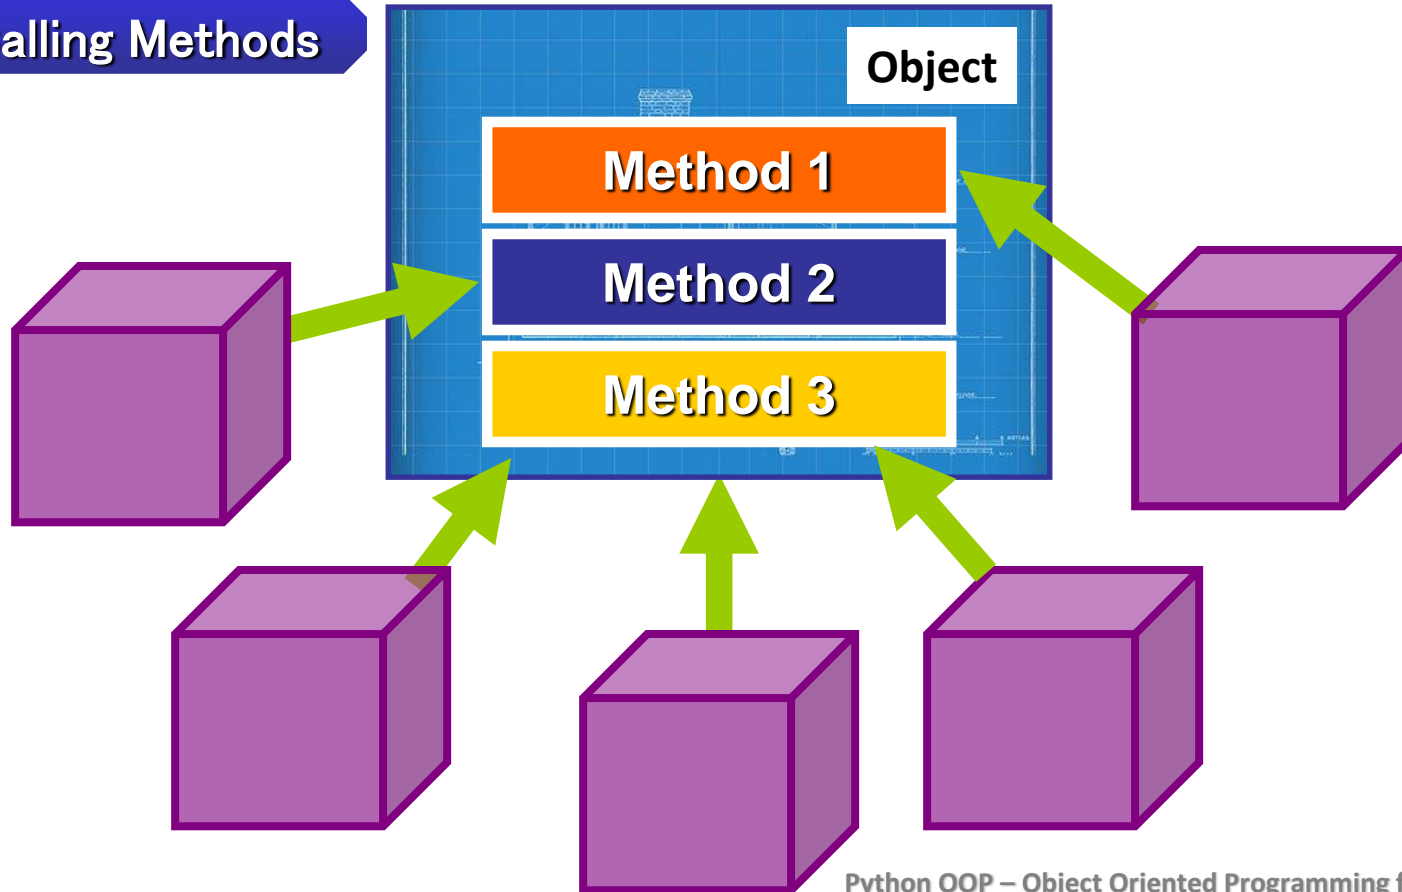 alling Methods
Object
Method 1
Method 2
Method 3
Python OOP – Object Oriented Programming f